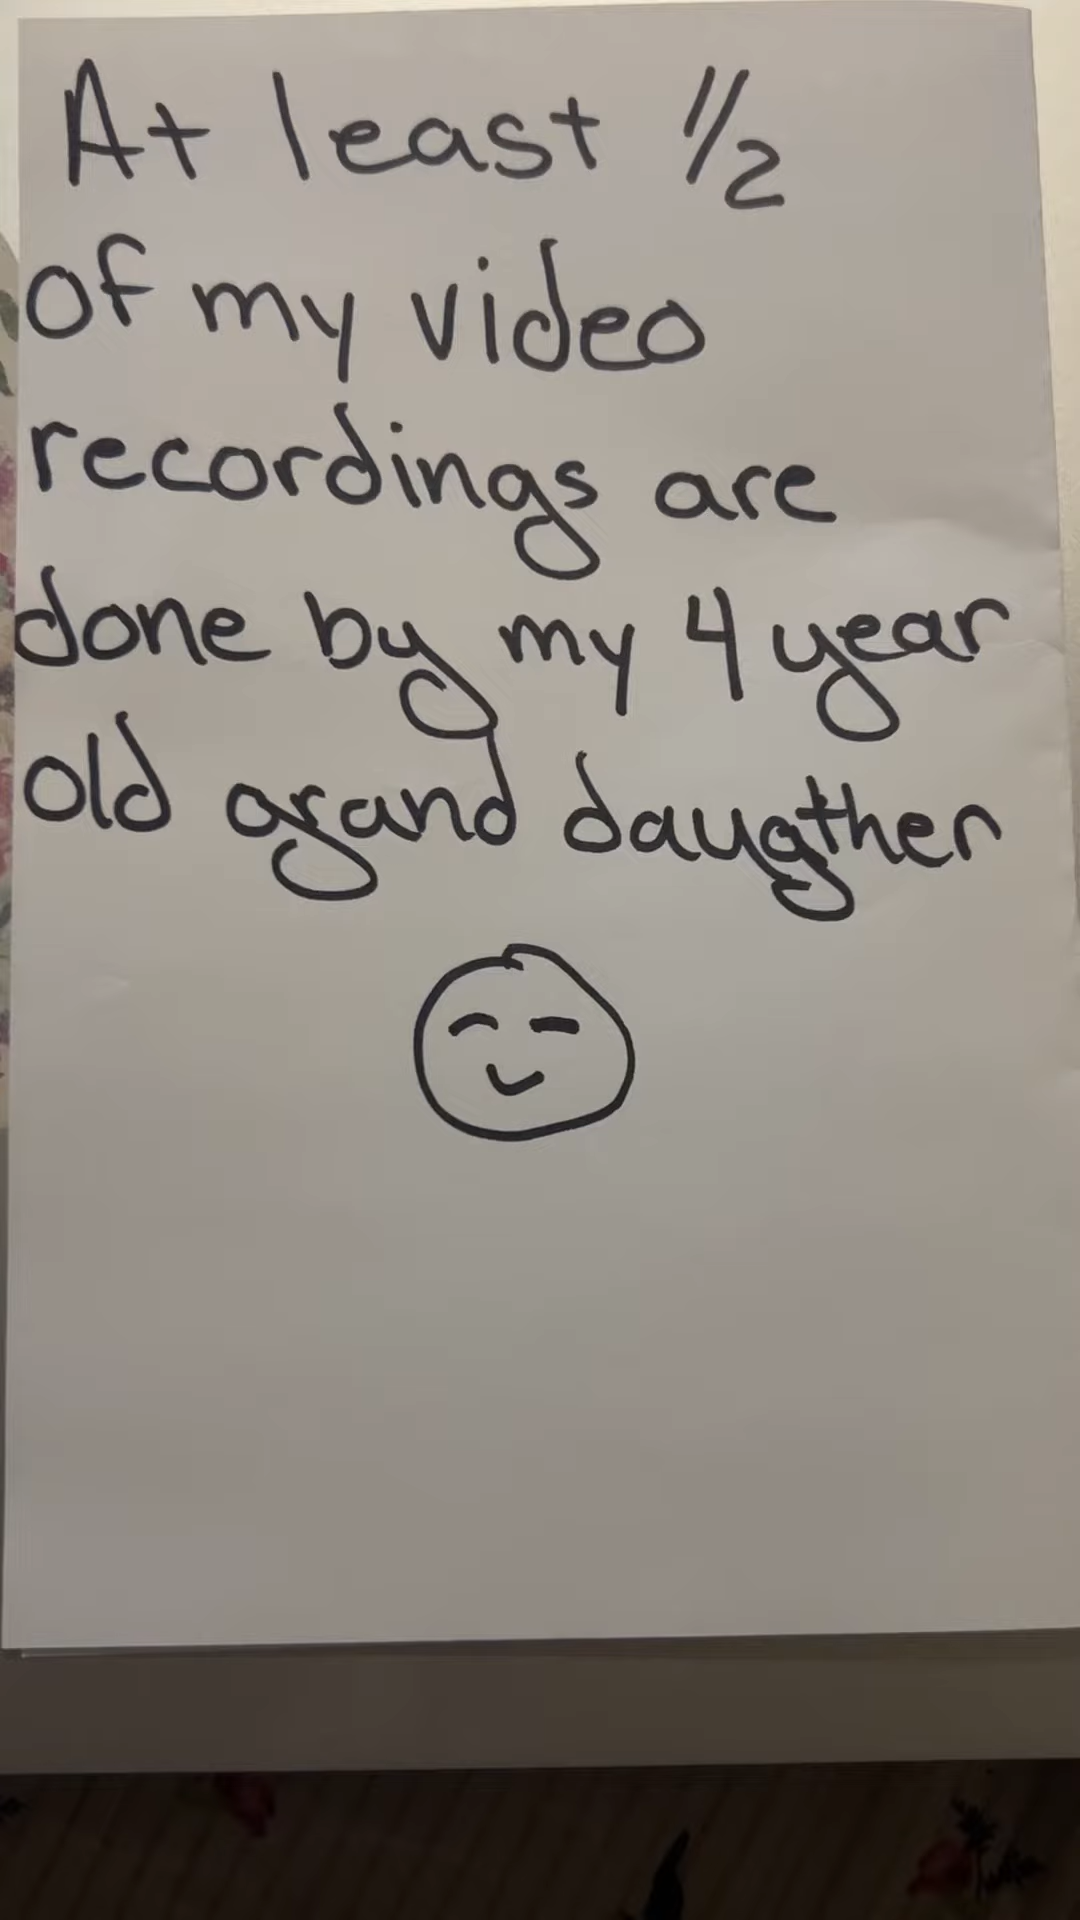 At least 1/2
of my video
recordings are
done by my 4 year
old grand daugther